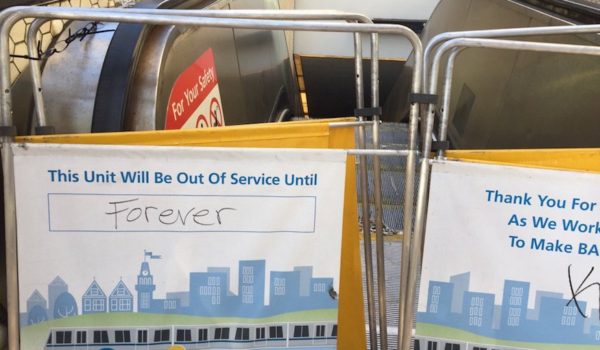 For Your Safety
This Unit Will Be Out Of Service Until
Forever
Thank You For
As We Work
To Make BA